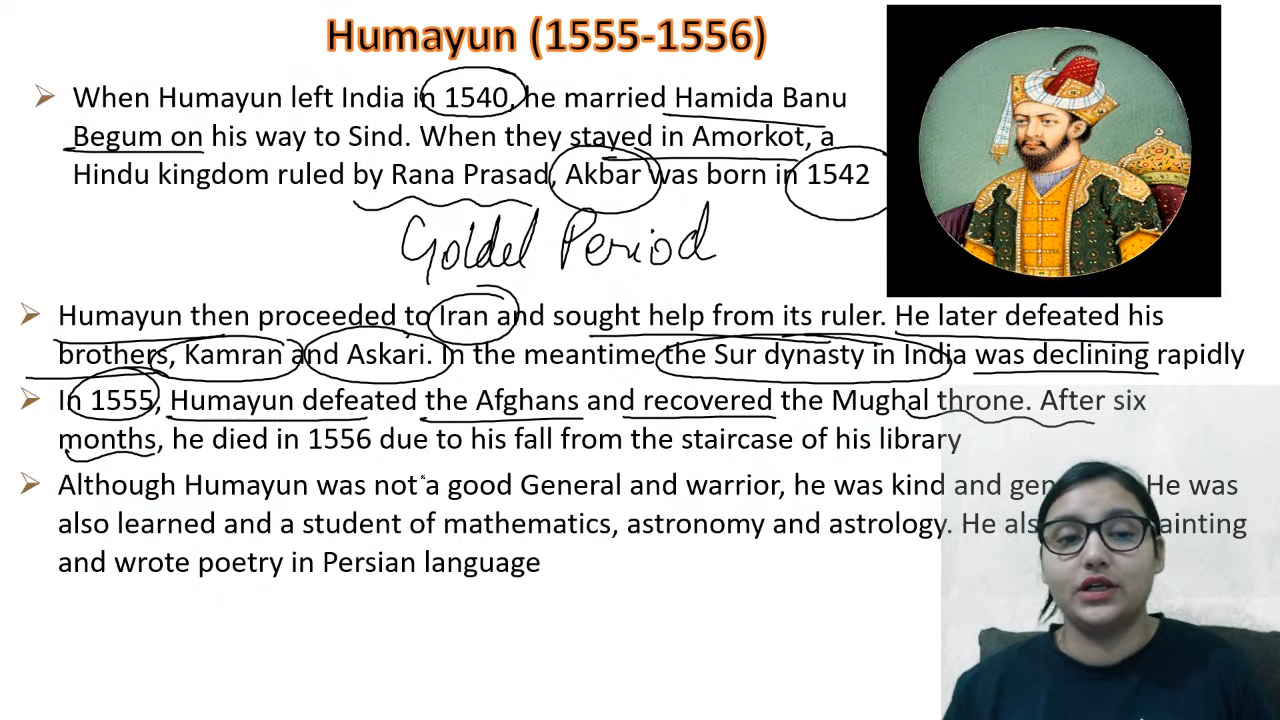 Humayun (1555-1556)
➢ When Humayun left India in 1540, he married Hamida Banu
Begum on his way to Sind. When they stayed in Amorkot, a
Hindu kingdom ruled by Rana Prasad, Akbar was born in 1542
Goldel Period
➢ Humayun then proceeded to Iran and sought help from its ruler. He later defeated his
brothers, Kamran and Askari. In the meantime the Sur dynasty in India was declining rapidly
➢ In 1555, Humayun defeated the Afghans and recovered the Mughal throne. After six
months, he died in 1556 due to his fall from the staircase of his library
➢ Although Humayun was not a good General and warrior, he was kind and He was
also learned and a student of mathematics, astronomy and astrology. He
and wrote poetry in Persian language